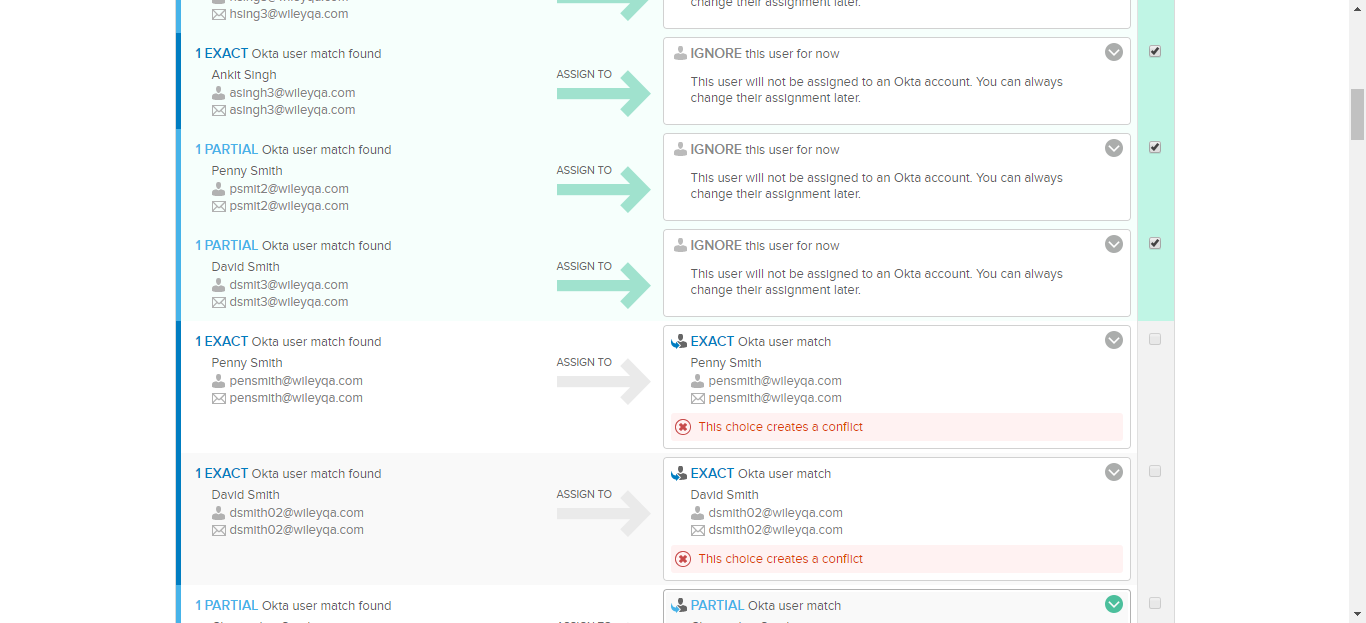 hsing3@wileyqa.com
change their assignment later.
1 EXACT Okta user match found
Ankit Singh
asingh3@wileyqa.com
asingh3@wileyqa.com
ASSIGN TO
IGNORE this user for now
This user will not be assigned to an Okta account. You can always
change their assignment later.
1 PARTIAL Okta user match found
Penny Smith
psmit2@wileyqa.com
psmit2@wileyqa.com
ASSIGN TO
IGNORE this user for now
This user will not be assigned to an Okta account. You can always
change their assignment later.
1 PARTIAL Okta user match found
David Smith
dsmit3@wileyqa.com
dsmit3@wileyqa.com
ASSIGN TO
IGNORE this user for now
This user will not be assigned to an Okta account. You can always
change their assignment later.
1 EXACT Okta user match found
Penny Smith
pensmith@wileyqa.com
pensmith@wileyqa.com
ASSIGN TO
EXACT Okta user match
Penny Smith
pensmith@wileyqa.com
pensmith@wileyqa.com
This choice creates a conflict
1 EXACT Okta user match found
David Smith
dsmith02@wileyqa.com
dsmith02@wileyqa.com
ASSIGN TO
EXACT Okta user match
David Smith
dsmith02@wileyqa.com
dsmith02@wileyqa.com
This choice creates a conflict
1 PARTIAL Okta user match found
PARTIAL Okta user match